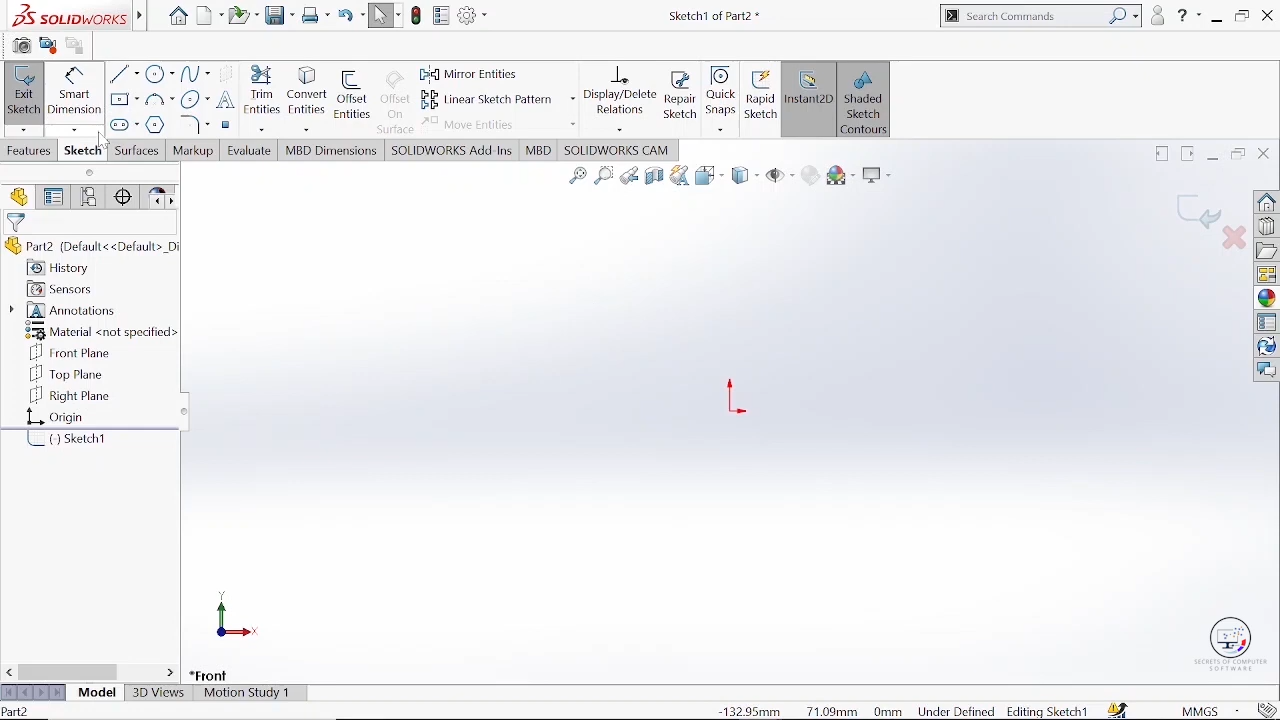 SOLIDWORKS
Sketch1 of Part2 *
Search Commands
?
Exit Sketch
Smart Dimension
Trim Entities
Convert Entities
Offset Entities
Offset On Surface
Mirror Entities
Linear Sketch Pattern
Move Entities
Display/Delete Relations
Repair Sketch
Quick Snaps
Rapid Sketch
Instant2D
Shaded Sketch Contours
Features
Sketch
Surfaces
Markup
Evaluate
MBD Dimensions
SOLIDWORKS Add-Ins
MBD
SOLIDWORKS CAM
Part2 (Default<<Default>_Di
History
Sensors
Annotations
Material <not specified>
Front Plane
Top Plane
Right Plane
Origin
(-) Sketch1
Y
X
*Front
SECRETS OF COMPUTER
SOFTWARE
Model
3D Views
Motion Study 1
Part2
-132.95mm
71.09mm
0mm
Under Defined
Editing Sketch1
MMGS
-